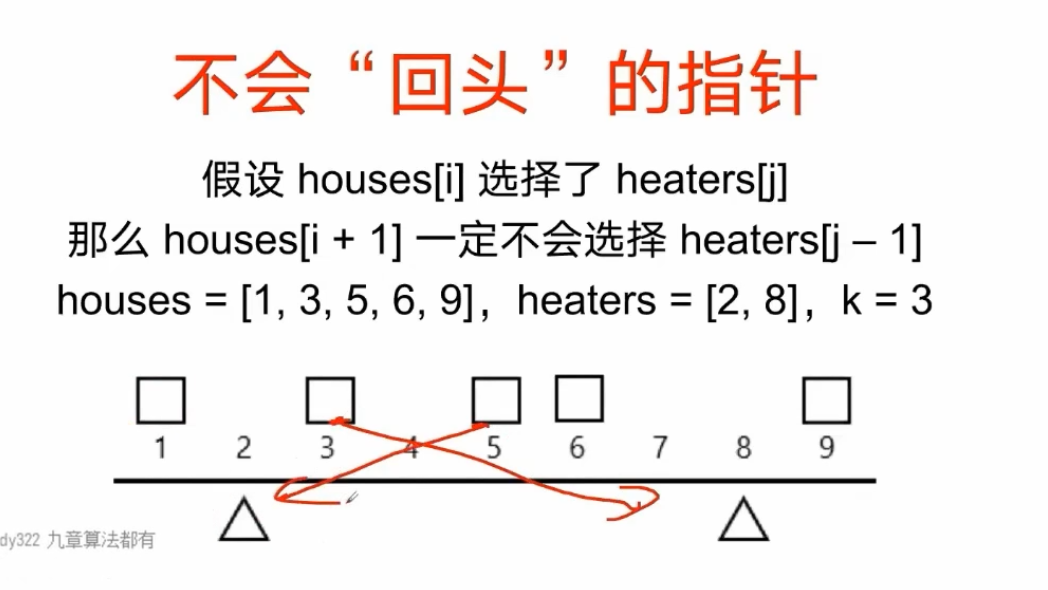 不会“回头”的指针
假设 houses[i] 选择了 heaters[j]
那么 houses[i + 1] 一定不会选择 heaters[j – 1]
houses = [1, 3, 5, 6, 9]，heaters = [2, 8]，k = 3
1 2 3 4 5 6 7 8 9
dy322 九章算法都有